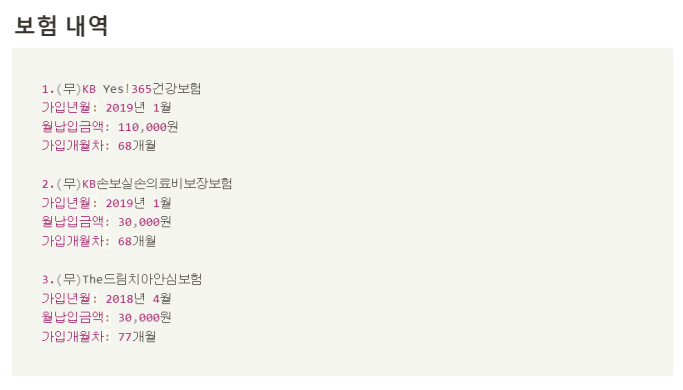 보험 내역
1.(무)KB Yes!365건강보험
가입년월: 2019년 1월
월납입금액: 110,000원
가입개월차: 68개월
2.(무)KB손보실손의료비보장보험
가입년월: 2019년 1월
월납입금액: 30,000원
가입개월차: 68개월
3.(무)The드림치아안심보험
가입년월: 2018년 4월
월납입금액: 30,000원
가입개월차: 77개월